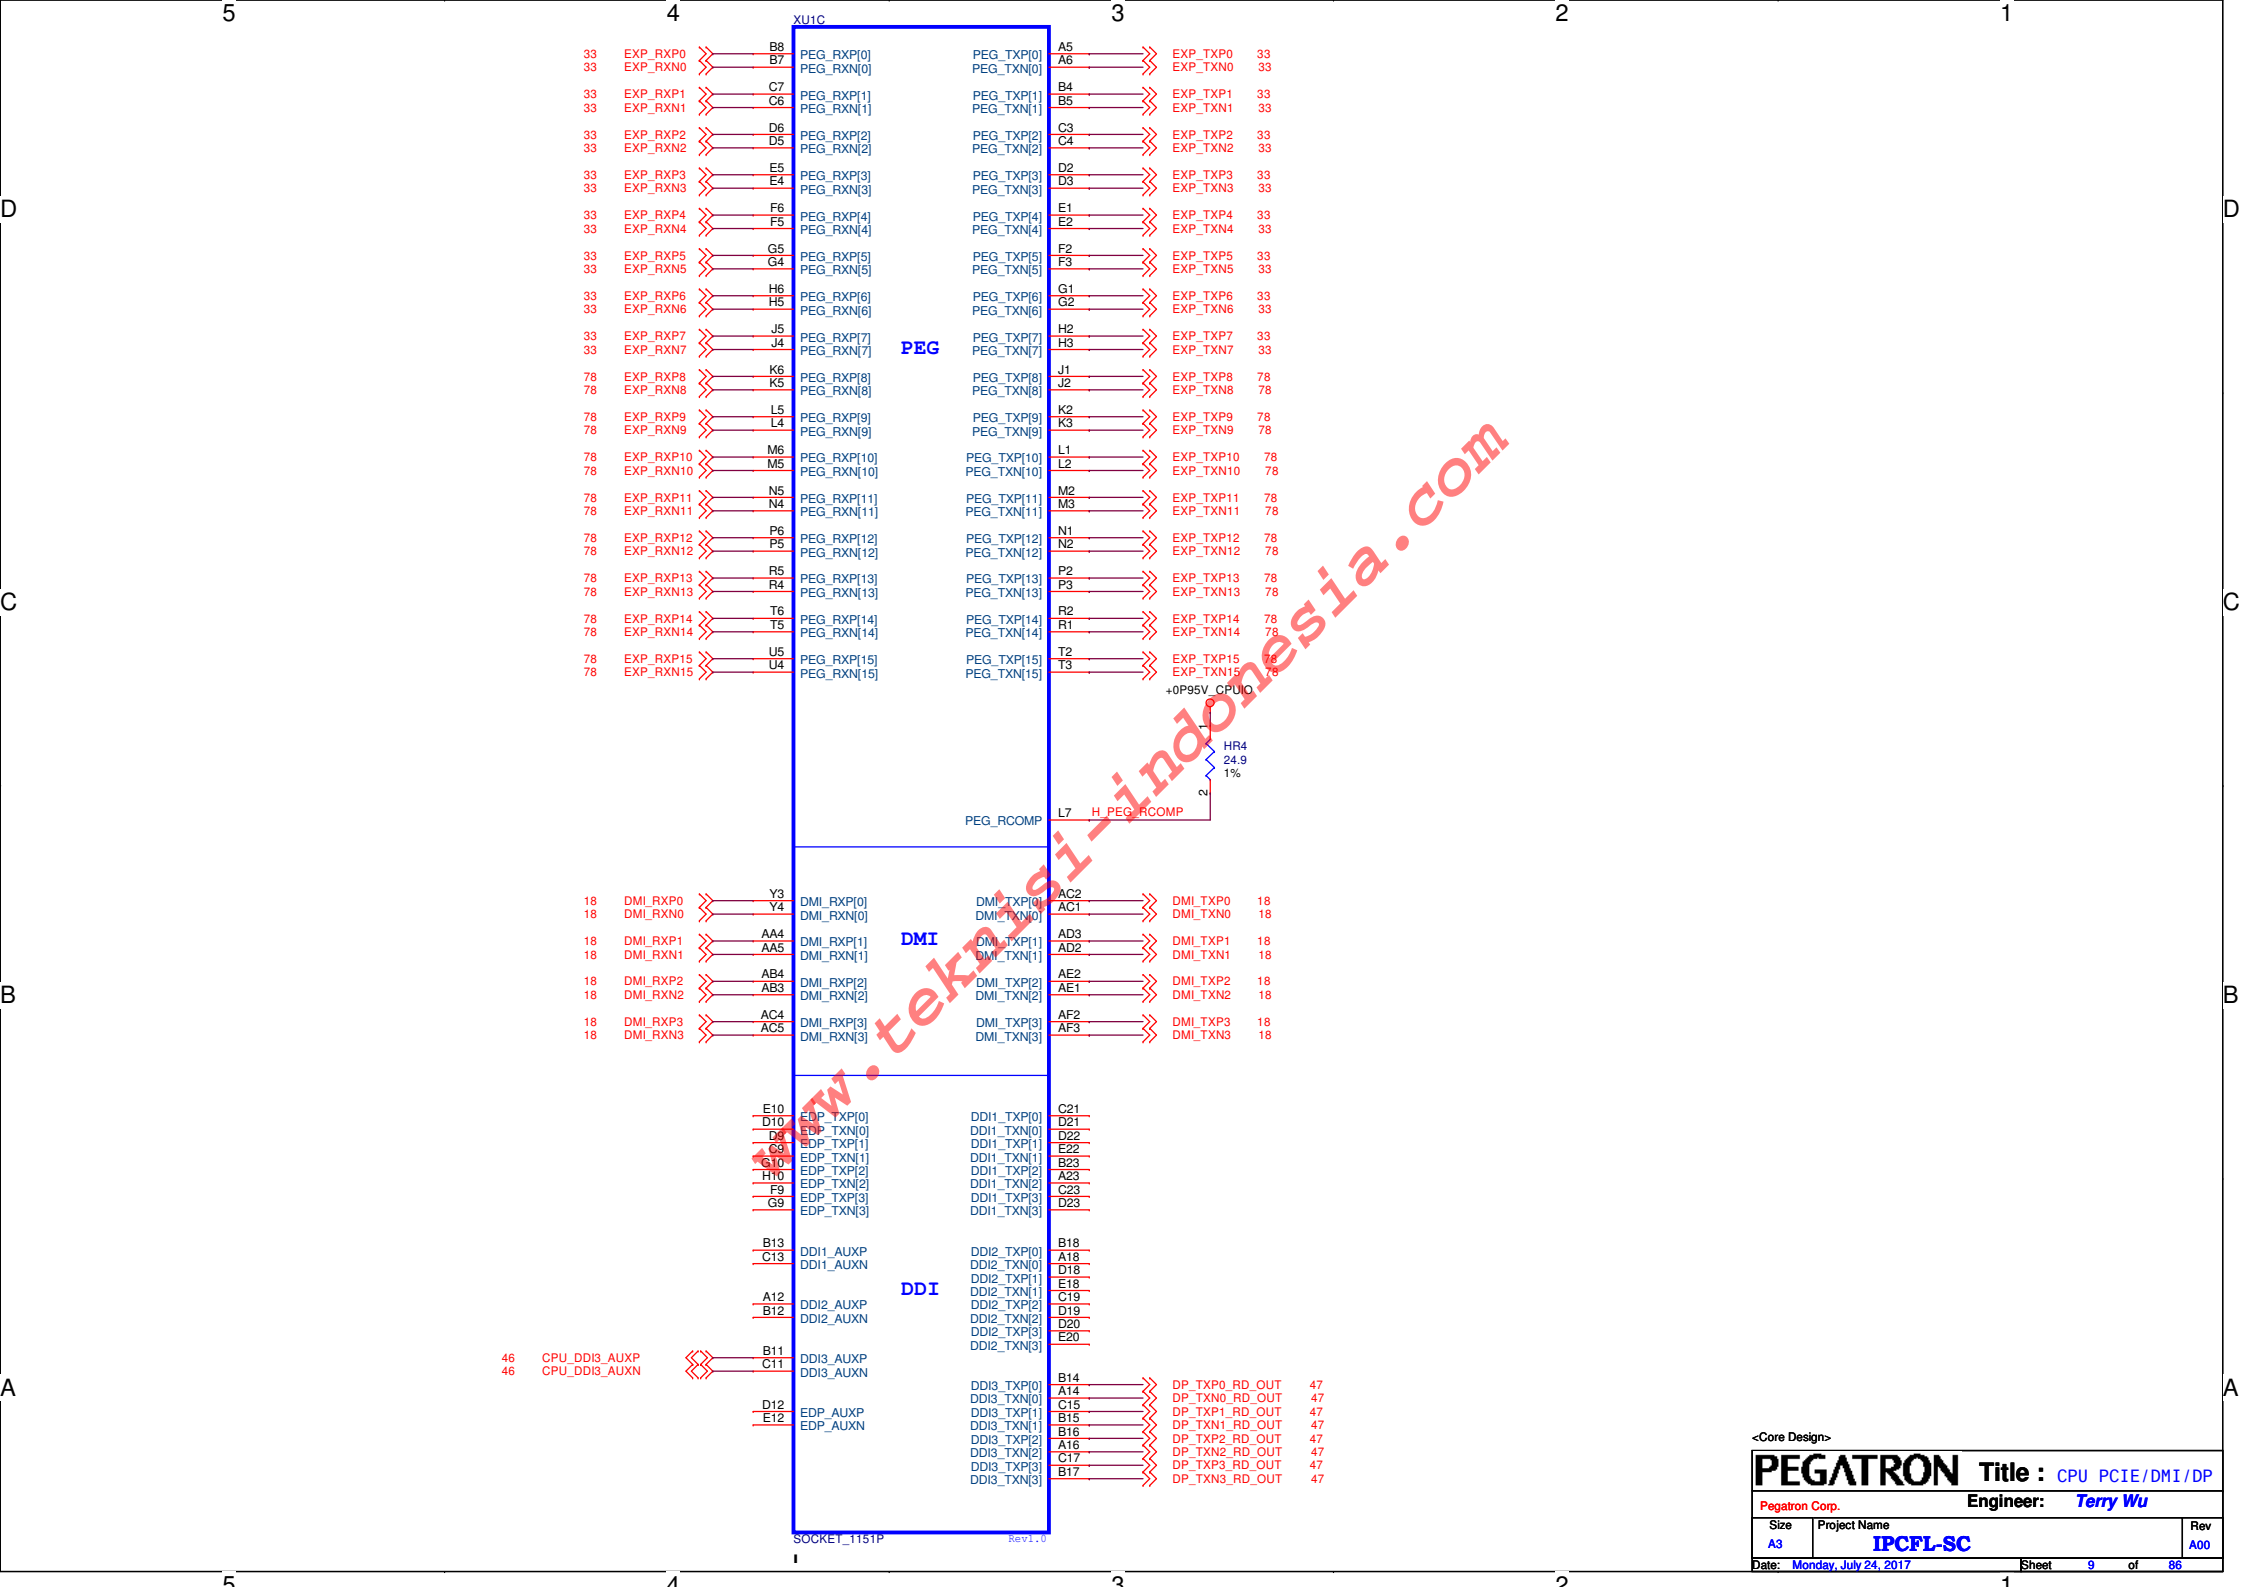 5 4 3 2 1
XU1C
33 EXP_RXP0 B8 PEG_RXP[0] PEG_TXP[0] A5 EXP_TXP0 33
33 EXP_RXN0 B7 PEG_RXN[0] PEG_TXN[0] A6 EXP_TXN0 33
33 EXP_RXP1 C7 PEG_RXP[1] PEG_TXP[1] B4 EXP_TXP1 33
33 EXP_RXN1 C6 PEG_RXN[1] PEG_TXN[1] B5 EXP_TXN1 33
33 EXP_RXP2 D6 PEG_RXP[2] PEG_TXP[2] C3 EXP_TXP2 33
33 EXP_RXN2 D5 PEG_RXN[2] PEG_TXN[2] C4 EXP_TXN2 33
33 EXP_RXP3 E5 PEG_RXP[3] PEG_TXP[3] D2 EXP_TXP3 33
33 EXP_RXN3 E4 PEG_RXN[3] PEG_TXN[3] D3 EXP_TXN3 33
D D
33 EXP_RXP4 F6 PEG_RXP[4] PEG_TXP[4] E1 EXP_TXP4 33
33 EXP_RXN4 F5 PEG_RXN[4] PEG_TXN[4] E2 EXP_TXN4 33
33 EXP_RXP5 G5 PEG_RXP[5] PEG_TXP[5] F2 EXP_TXP5 33
33 EXP_RXN5 G4 PEG_RXN[5] PEG_TXN[5] F3 EXP_TXN5 33
33 EXP_RXP6 H6 PEG_RXP[6] PEG_TXP[6] G1 EXP_TXP6 33
33 EXP_RXN6 H5 PEG_RXN[6] PEG_TXN[6] G2 EXP_TXN6 33
33 EXP_RXP7 J5 PEG_RXP[7] PEG_TXP[7] H2 EXP_TXP7 33
33 EXP_RXN7 J4 PEG_RXN[7] PEG PEG_TXN[7] H3 EXP_TXN7 33
78 EXP_RXP8 K6 PEG_RXP[8] PEG_TXP[8] J1 EXP_TXP8 78
78 EXP_RXN8 K5 PEG_RXN[8] PEG_TXN[8] J2 EXP_TXN8 78
78 EXP_RXP9 L5 PEG_RXP[9] PEG_TXP[9] K2 EXP_TXP9 78
78 EXP_RXN9 L4 PEG_RXN[9] PEG_TXN[9] K3 EXP_TXN9 78
78 EXP_RXP10 M6 PEG_RXP[10] PEG_TXP[10] L1 EXP_TXP10 78
78 EXP_RXN10 M5 PEG_RXN[10] PEG_TXN[10] L2 EXP_TXN10 78
78 EXP_RXP11 N5 PEG_RXP[11] PEG_TXP[11] M2 EXP_TXP11 78
78 EXP_RXN11 N4 PEG_RXN[11] PEG_TXN[11] M3 EXP_TXN11 78
78 EXP_RXP12 P6 PEG_RXP[12] PEG_TXP[12] N1 EXP_TXP12 78
78 EXP_RXN12 P5 PEG_RXN[12] PEG_TXN[12] N2 EXP_TXN12 78
78 EXP_RXP13 R5 PEG_RXP[13] PEG_TXP[13] P2 EXP_TXP13 78
78 EXP_RXN13 R4 PEG_RXN[13] PEG_TXN[13] P3 EXP_TXN13 78
C C
78 EXP_RXP14 T6 PEG_RXP[14] PEG_TXP[14] R2 EXP_TXP14 78
78 EXP_RXN14 T5 PEG_RXN[14] PEG_TXN[14] R1 EXP_TXN14 78
78 EXP_RXP15 U5 PEG_RXP[15] PEG_TXP[15] T2 EXP_TXP15 78
78 EXP_RXN15 U4 PEG_RXN[15] PEG_TXN[15] T3 EXP_TXN15 78
+0P95V_CPUIO
1
HR4
24.9
1%
2
PEG_RCOMP L7 H_PEG_RCOMP
18 DMI_RXP0 Y3 DMI_RXP[0] DMI_TXP[0] AC2 DMI_TXP0 18
18 DMI_RXN0 Y4 DMI_RXN[0] DMI_TXN[0] AC1 DMI_TXN0 18
18 DMI_RXP1 AA4 DMI_RXP[1] DMI DMI_TXP[1] AD3 DMI_TXP1 18
18 DMI_RXN1 AA5 DMI_RXN[1] DMI_TXN[1] AD2 DMI_TXN1 18
18 DMI_RXP2 AB4 DMI_RXP[2] DMI_TXP[2] AE2 DMI_TXP2 18
18 DMI_RXN2 AB3 DMI_RXN[2] DMI_TXN[2] AE1 DMI_TXN2 18
B B
18 DMI_RXP3 AC4 DMI_RXP[3] DMI_TXP[3] AF2 DMI_TXP3 18
18 DMI_RXN3 AC5 DMI_RXN[3] DMI_TXN[3] AF3 DMI_TXN3 18
www.teknisi-indonesia.com
E10 EDP_TXP[0] DDI1_TXP[0] C21
D10 EDP_TXN[0] DDI1_TXN[0] D21
D9 EDP_TXP[1] DDI1_TXP[1] D22
C9 EDP_TXN[1] DDI1_TXN[1] E22
G10 EDP_TXP[2] DDI1_TXP[2] B23
H10 EDP_TXN[2] DDI1_TXN[2] A23
F9 EDP_TXP[3] DDI1_TXP[3] C23
G9 EDP_TXN[3] DDI1_TXN[3] D23
B13 DDI1_AUXP DDI2_TXP[0] B18
C13 DDI1_AUXN DDI2_TXN[0] A18
DDI2_TXP[1] D18
DDI DDI2_TXN[1] E18
A12 DDI2_AUXP DDI2_TXP[2] C19
B12 DDI2_AUXN DDI2_TXN[2] D19
DDI2_TXP[3] D20
DDI2_TXN[3] E20
46 CPU_DDI3_AUXP B11 DDI3_AUXP
46 CPU_DDI3_AUXN C11 DDI3_AUXN
A A
DDI3_TXP[0] B14 DP_TXP0_RD_OUT 47
DDI3_TXN[0] A14 DP_TXN0_RD_OUT 47
D12 EDP_AUXP DDI3_TXP[1] C15 DP_TXP1_RD_OUT 47
E12 EDP_AUXN DDI3_TXN[1] B15 DP_TXN1_RD_OUT 47
DDI3_TXP[2] B16 DP_TXP2_RD_OUT 47
DDI3_TXN[2] A16 DP_TXN2_RD_OUT 47
DDI3_TXP[3] C17 DP_TXP3_RD_OUT 47
DDI3_TXN[3] B17 DP_TXN3_RD_OUT 47
SOCKET_1151P Rev1.0
<Core Design>
PEGATRON Title : CPU PCIE/DMI/DP
Pegatron Corp. Engineer: Terry Wu
Size Project Name Rev
A3 IPCFL-SC A00
Date: Monday, July 24, 2017 Sheet 9 of 86
5 4 3 2 1